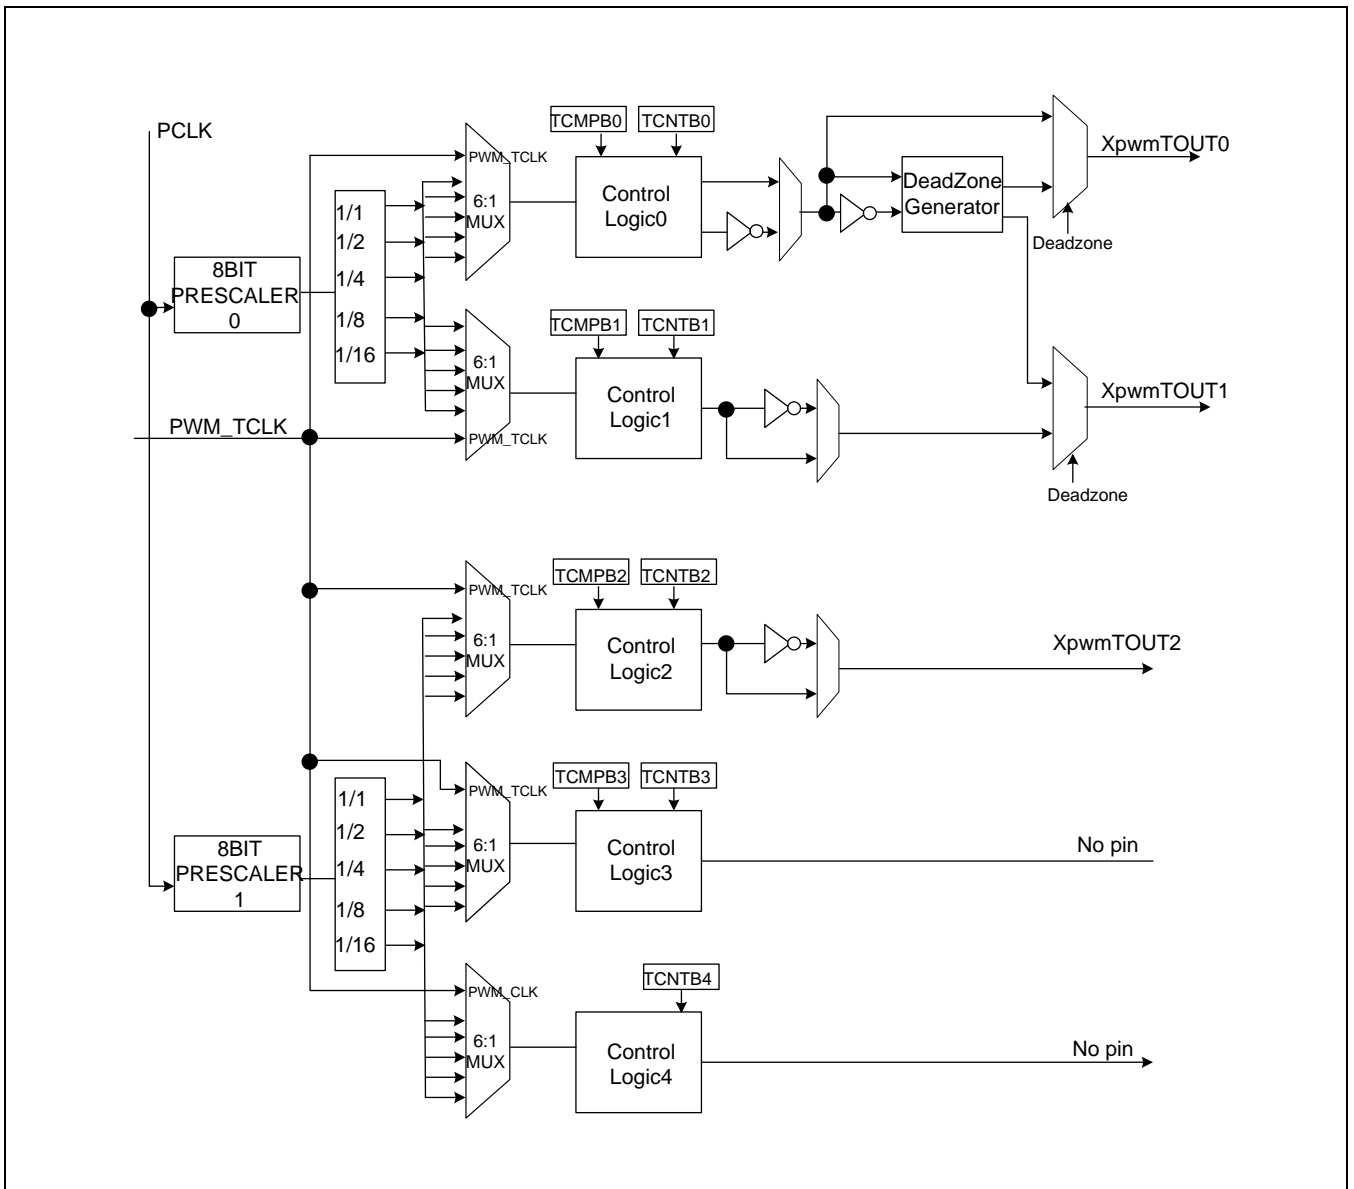 PCLK
TCMPB0
TCNTB0
XpwmTOUT0
PWM_TCLK
6:1
MUX
Control
Logic0
DeadZone
Generator
Deadzone
1/1
1/2
1/4
1/8
1/16
8BIT
PRESCALER
0
TCMPB1
TCNTB1
6:1
MUX
PWM_TCLK
Control
Logic1
XpwmTOUT1
Deadzone
PWM_TCLK
TCMPB2
TCNTB2
PWM_TCLK
6:1
MUX
Control
Logic2
XpwmTOUT2
TCMPB3
TCNTB3
PWM_TCLK
6:1
MUX
Control
Logic3
No pin
1/1
1/2
1/4
1/8
1/16
8BIT
PRESCALER
1
TCNTB4
PWM_CLK
6:1
MUX
Control
Logic4
No pin